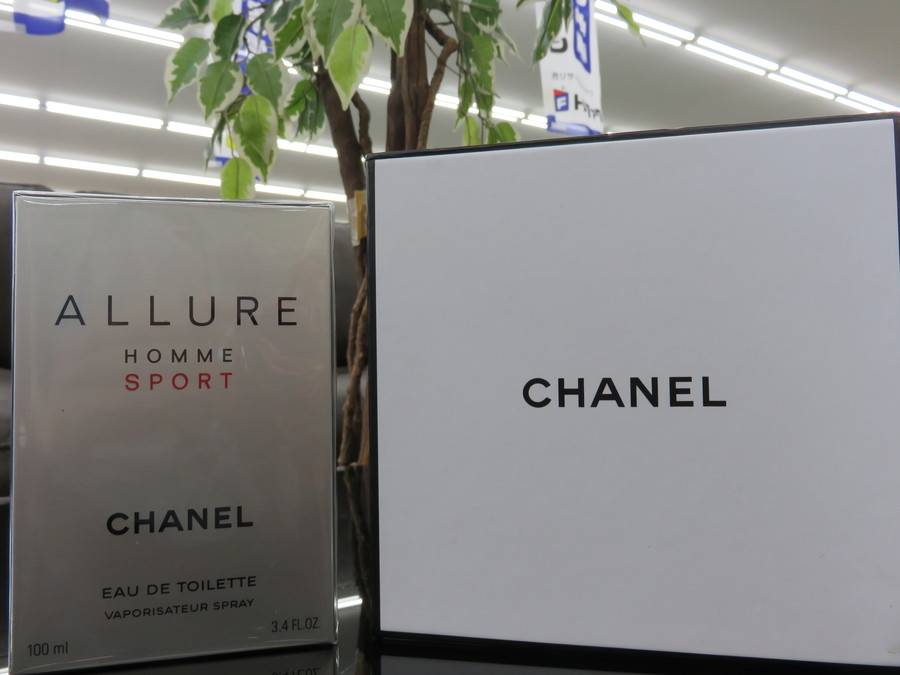 ALLURE
HOMME
SPORT
CHANEL
EAU DE TOILETTE
VAPORISATEUR SPRAY
3.4 FL.OZ.
100 ml
CHANEL